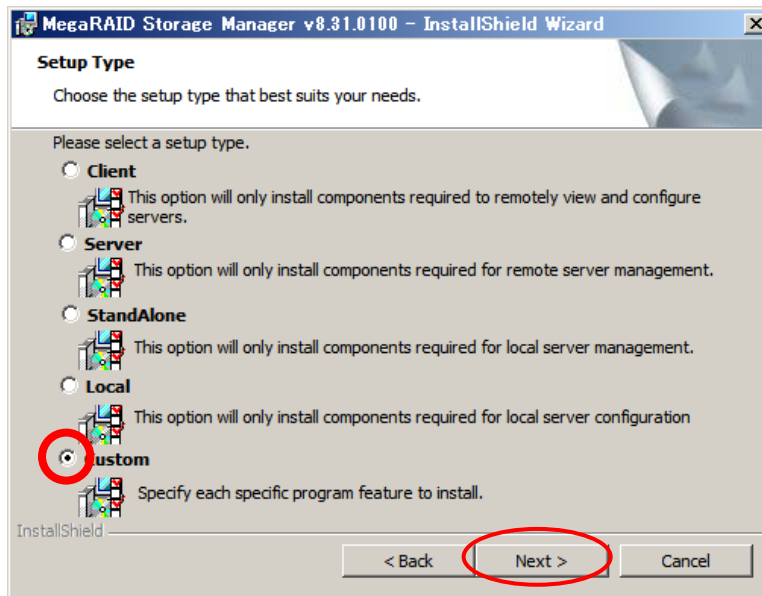 MegaRAID Storage Manager v8.31.0100 - InstallShield Wizard
Setup Type
Choose the setup type that best suits your needs.
Please select a setup type.
Client
This option will only install components required to remotely view and configure
servers.
Server
This option will only install components required for remote server management.
StandAlone
This option will only install components required for local server management.
Local
This option will only install components required for local server configuration
Custom
Specify each specific program feature to install.
InstallShield
< Back Next > Cancel